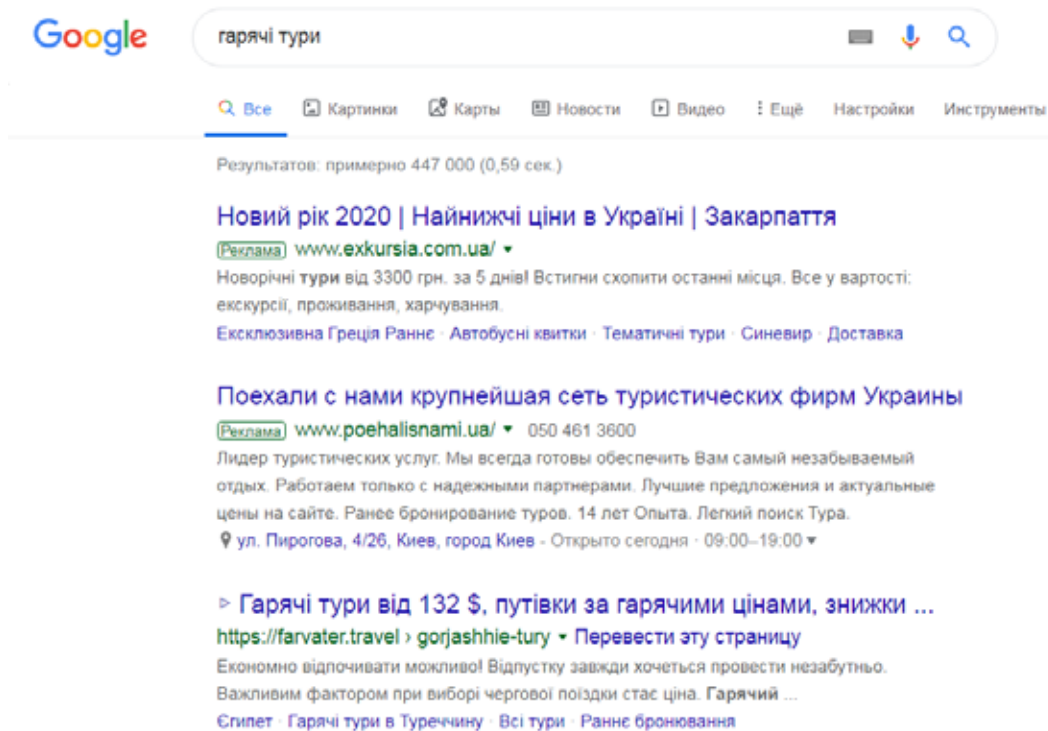 Google гарячі тури
Все Картинки Карты Новости Видео Ещё Настройки Инструменты
Результатов: примерно 447 000 (0,59 сек.)
Новий рік 2020 | Найнижчі ціни в Україні | Закарпаття
Реклама www.exkursia.com.ua/
Новорічні тури від 3300 грн. за 5 днів! Встигни схопити останні місця. Все у вартості:
екскурсії, проживання, харчування.
Ексклюзивна Греція Раннє · Автобусні квитки · Тематичні тури · Синевир · Доставка
Поехали с нами крупнейшая сеть туристических фирм Украины
Реклама www.poehalisnami.ua/ 050 461 3600
Лидер туристических услуг. Мы всегда готовы обеспечить Вам самый незабываемый
отдых. Работаем только с надежными партнерами. Лучшие предложения и актуальные
цены на сайте. Ранее бронирование туров. 14 лет Опыта. Легкий поиск Тура.
ул. Пирогова, 4/26, Киев, город Киев - Открыто сегодня · 09:00–19:00
Гарячі тури від 132 $, путівки за гарячими цінами, знижки ...
https://farvater.travel › gorjashhie-tury Перевести эту страницу
Економно відпочивати можливо! Відпустку завжди хочеться провести незабутньо.
Важливим фактором при виборі чергової поїздки стає ціна. Гарячий ...
Єгипет · Гарячі тури в Туреччину · Всі тури · Раннє бронювання